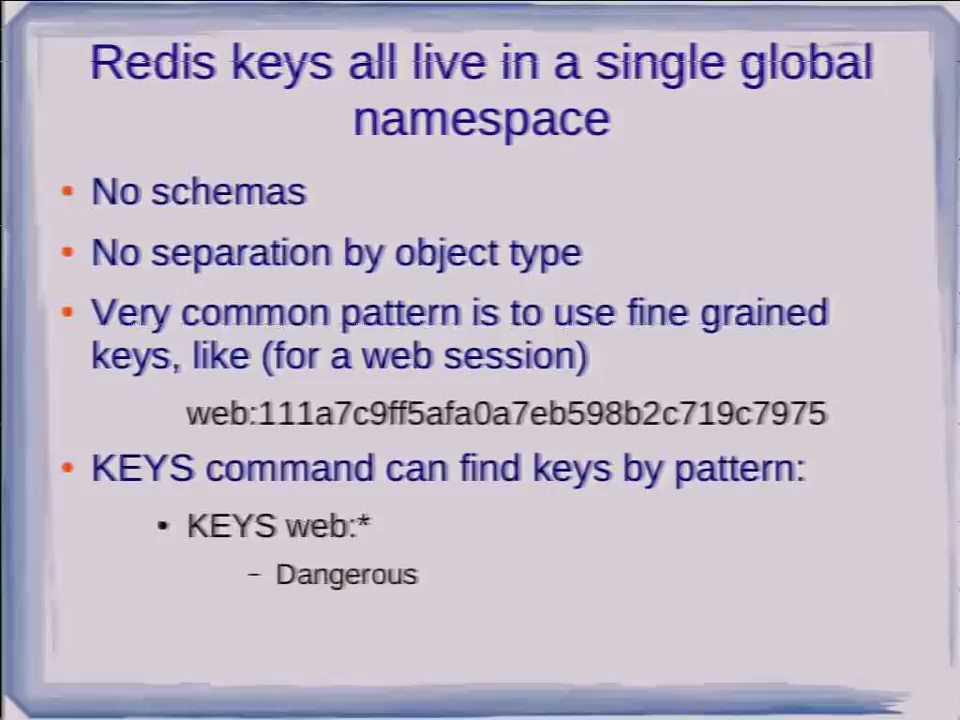 Redis keys all live in a single global
namespace
• No schemas
• No separation by object type
• Very common pattern is to use fine grained
keys, like (for a web session)
web:111a7c9ff5afa0a7eb598b2c719c7975
• KEYS command can find keys by pattern:
• KEYS web:*
– Dangerous